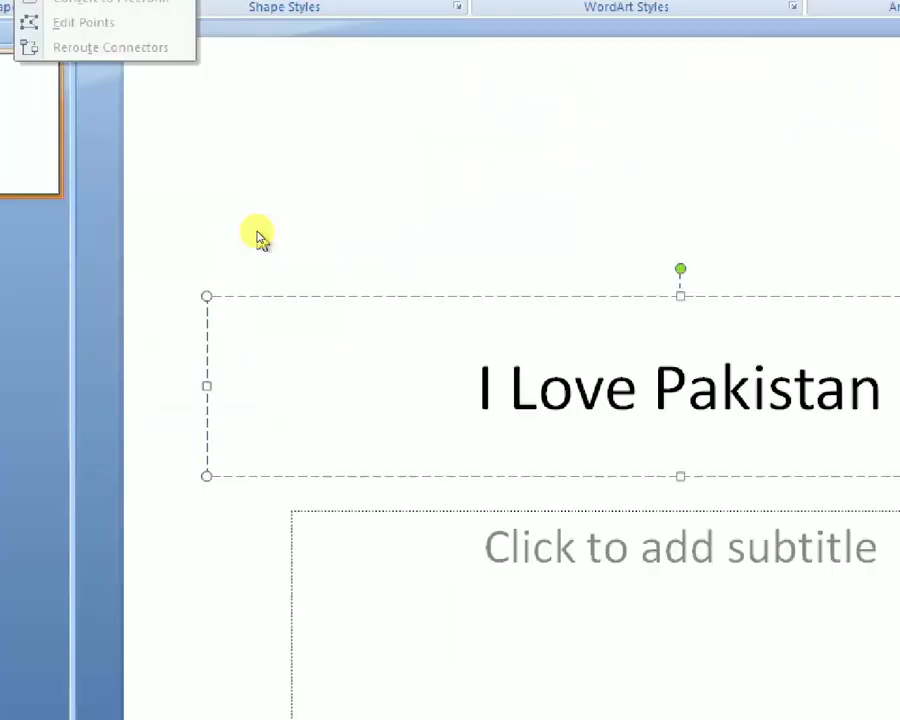 Shape Styles
WordArt Styles
Edit Points
Reroute Connectors
I Love Pakistan
Click to add subtitle